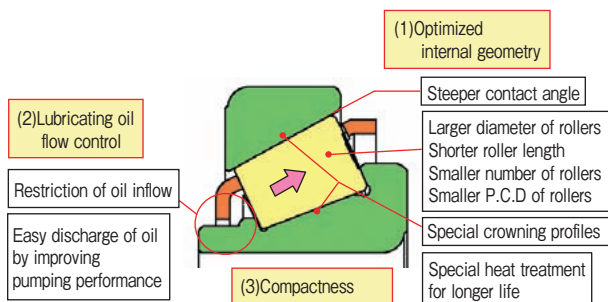 (1)Optimized
internal geometry
Steeper contact angle
Larger diameter of rollers
Shorter roller length
Smaller number of rollers
Smaller P.C.D of rollers
Special crowning profiles
Special heat treatment
for longer life
(2)Lubricating oil
flow control
Restriction of oil inflow
Easy discharge of oil
by improving
pumping performance
(3)Compactness